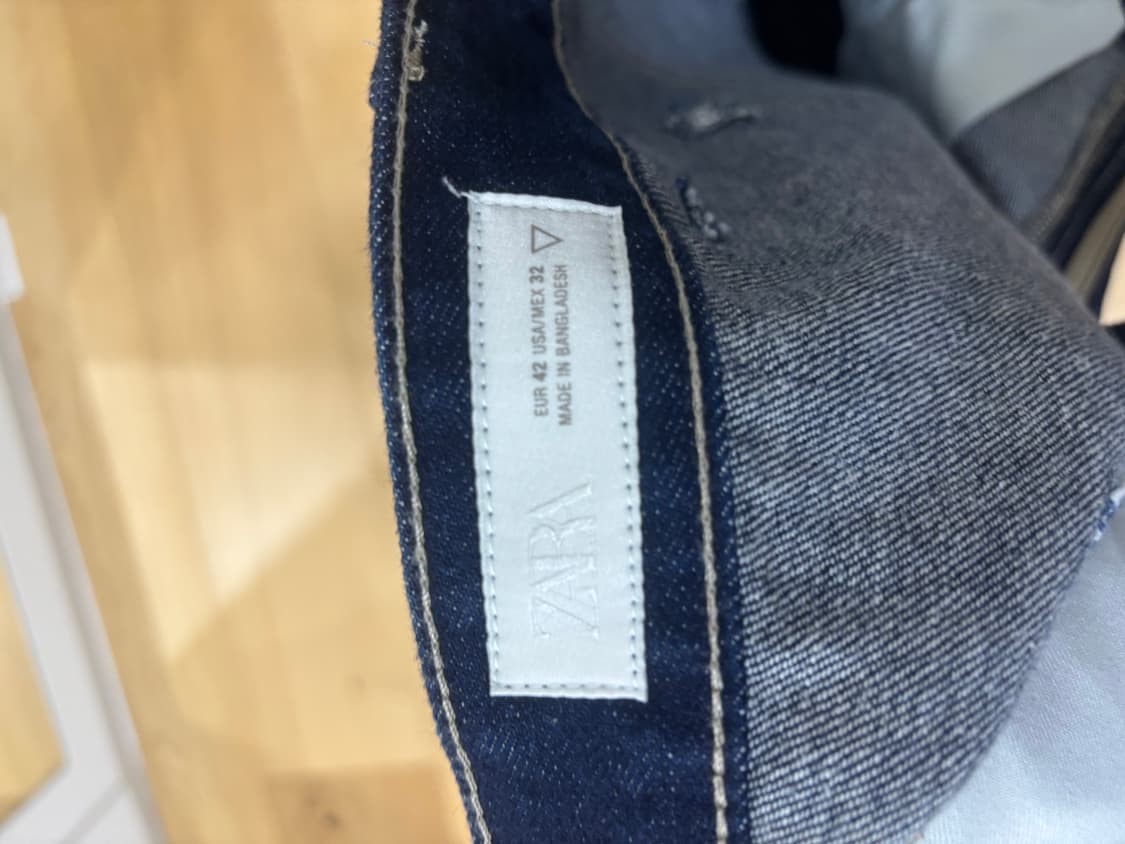 ZARA
EUR 42 USA/MEX 32
MADE IN BANGLADESH